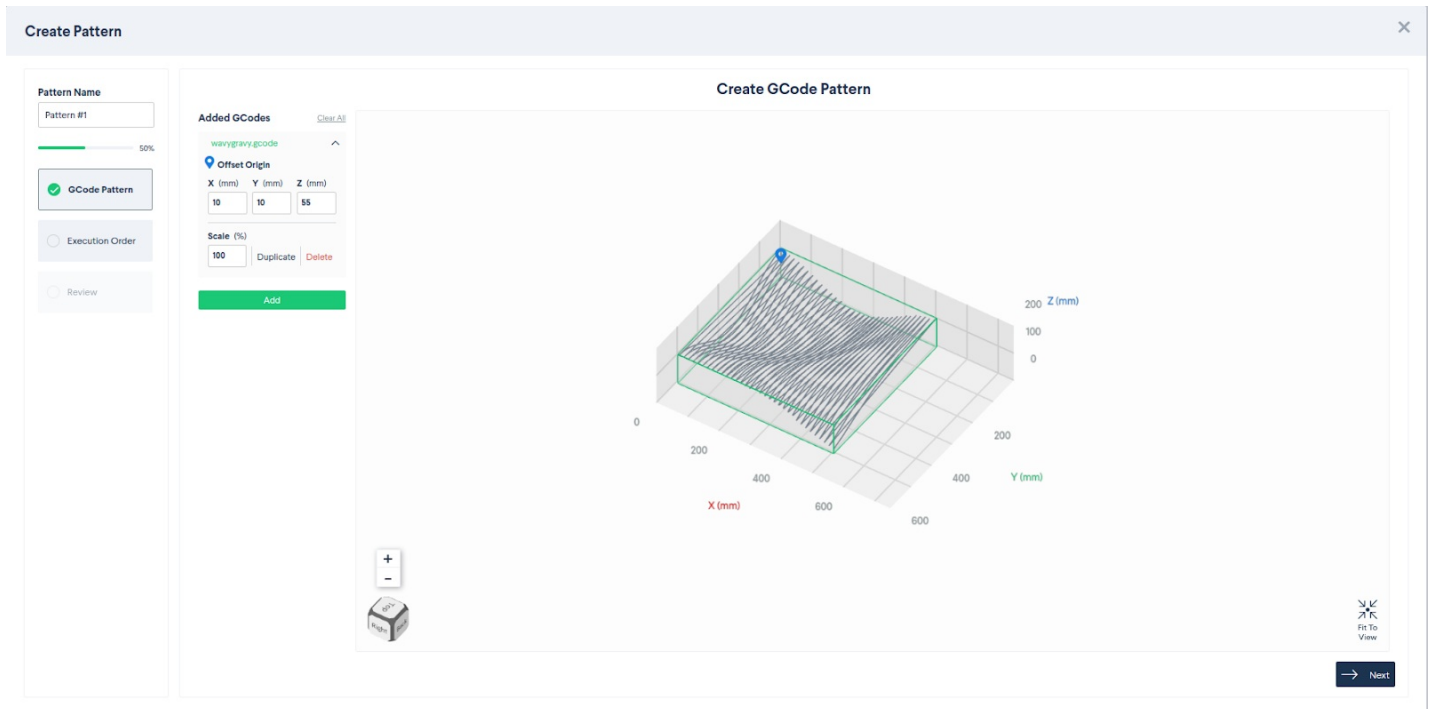 Create Pattern
Pattern Name
Pattern #1
50%
GCode Pattern
Execution Order
Review
Create GCode Pattern
Added GCodes
Clear All
wavygravy.gcode
Offset Origin
X (mm) Y (mm) Z (mm)
10 10 55
Scale (%)
100 Duplicate Delete
Add
200 Z (mm)
100
0
0
200
400
600
X (mm)
200
400
600
Y (mm)
+
-
Top
Right Back
Fit To
View
Next